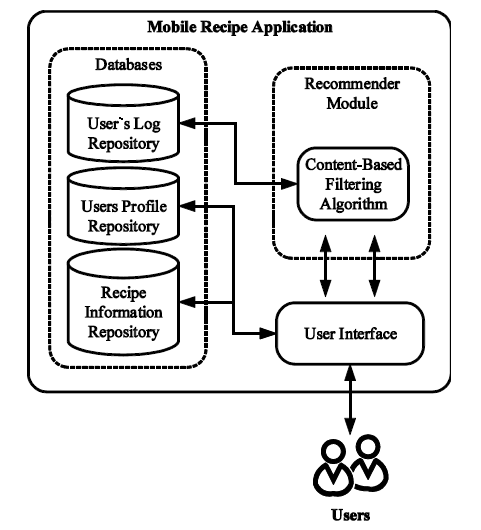 Mobile Recipe Application
Databases
User`s Log
Repository
Users Profile
Repository
Recipe
Information
Repository
Recommender
Module
Content-Based
Filtering
Algorithm
User Interface
Users